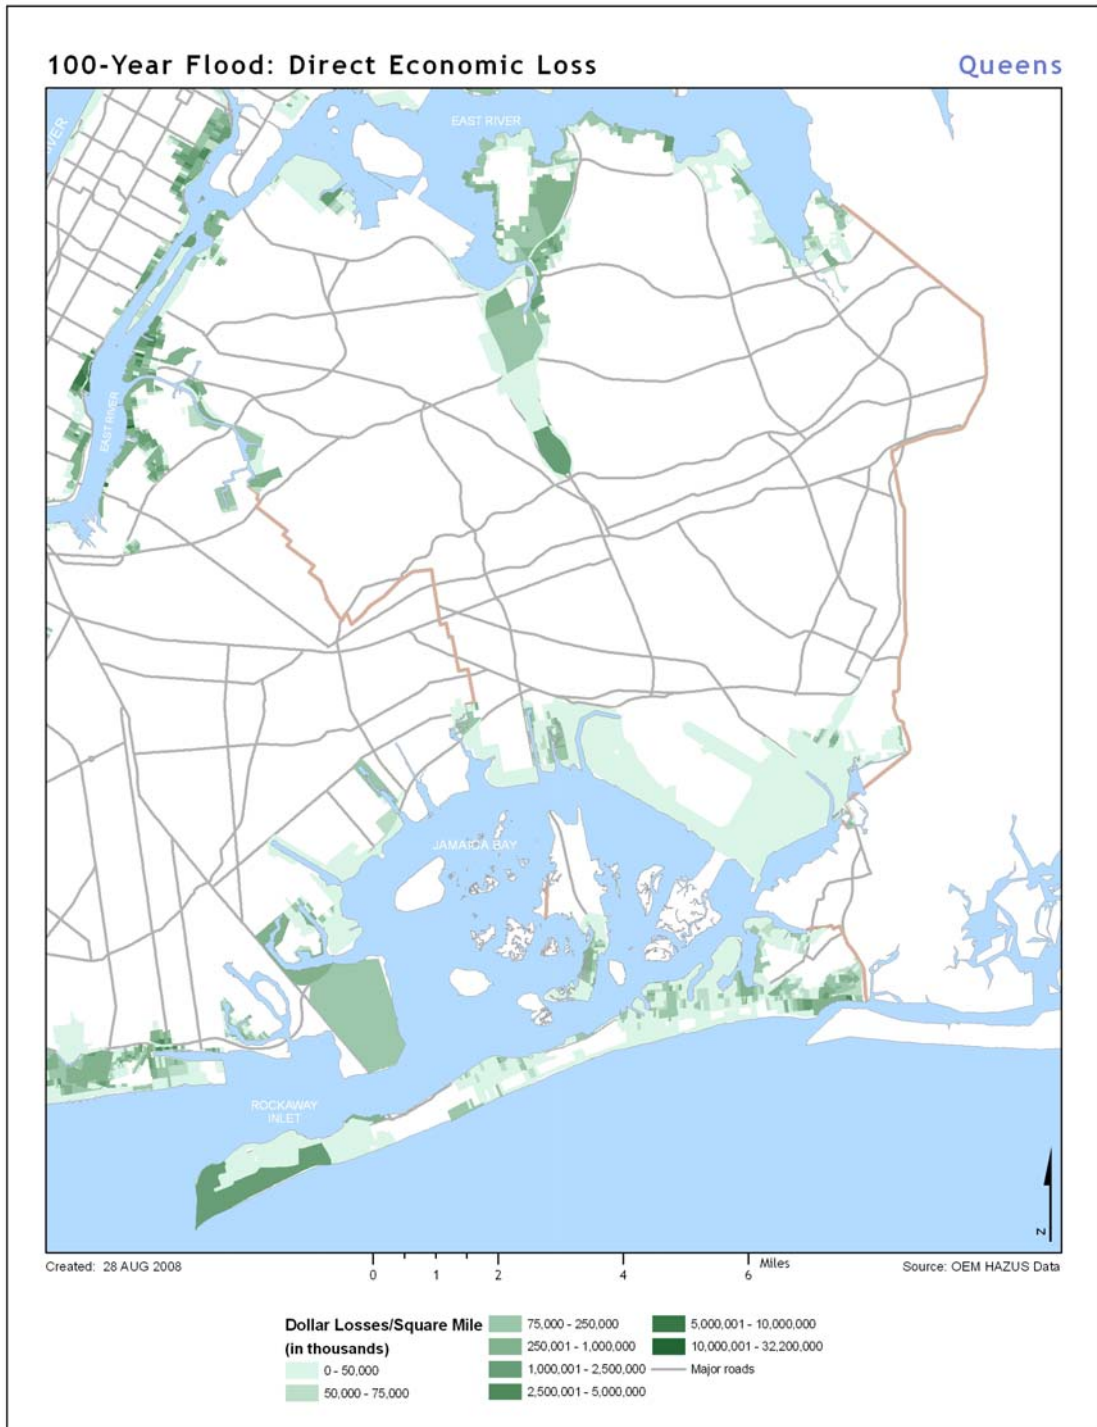 100-Year Flood: Direct Economic Loss
Queens
EAST RIVER
VER
EAST RIVER
JAMAICA BAY
ROCKAWAY
INLET
N
Created: 28 AUG 2008
0 1 2 4 6 Miles
Source: OEM HAZUS Data
Dollar Losses/Square Mile
(in thousands)
0 - 50,000
50,000 - 75,000
75,000 - 250,000
250,001 - 1,000,000
1,000,001 - 2,500,000
2,500,001 - 5,000,000
5,000,001 - 10,000,000
10,000,001 - 32,200,000
Major roads